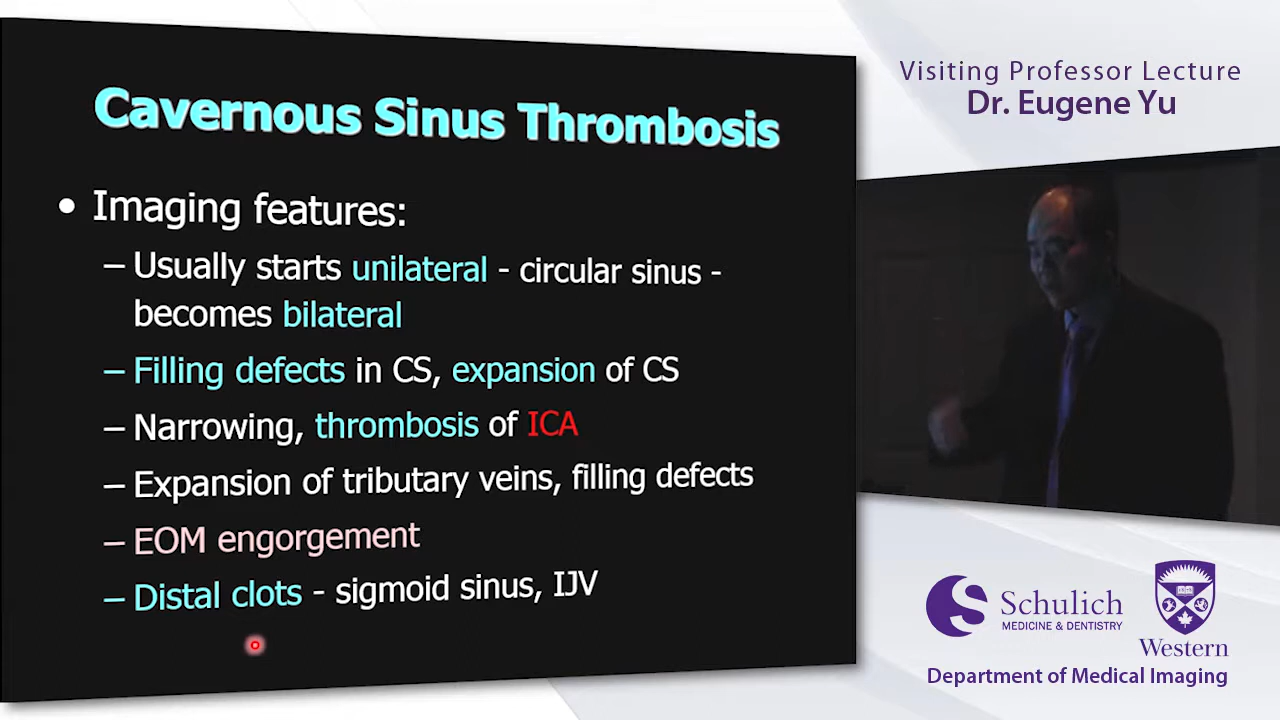 Cavernous Sinus Thrombosis
• Imaging features:
– Usually starts unilateral - circular sinus -
becomes bilateral
– Filling defects in CS, expansion of CS
– Narrowing, thrombosis of ICA
– Expansion of tributary veins, filling defects
– EOM engorgement
– Distal clots - sigmoid sinus, IJV
Visiting Professor Lecture
Dr. Eugene Yu
Schulich
MEDICINE & DENTISTRY
Western
Department of Medical Imaging